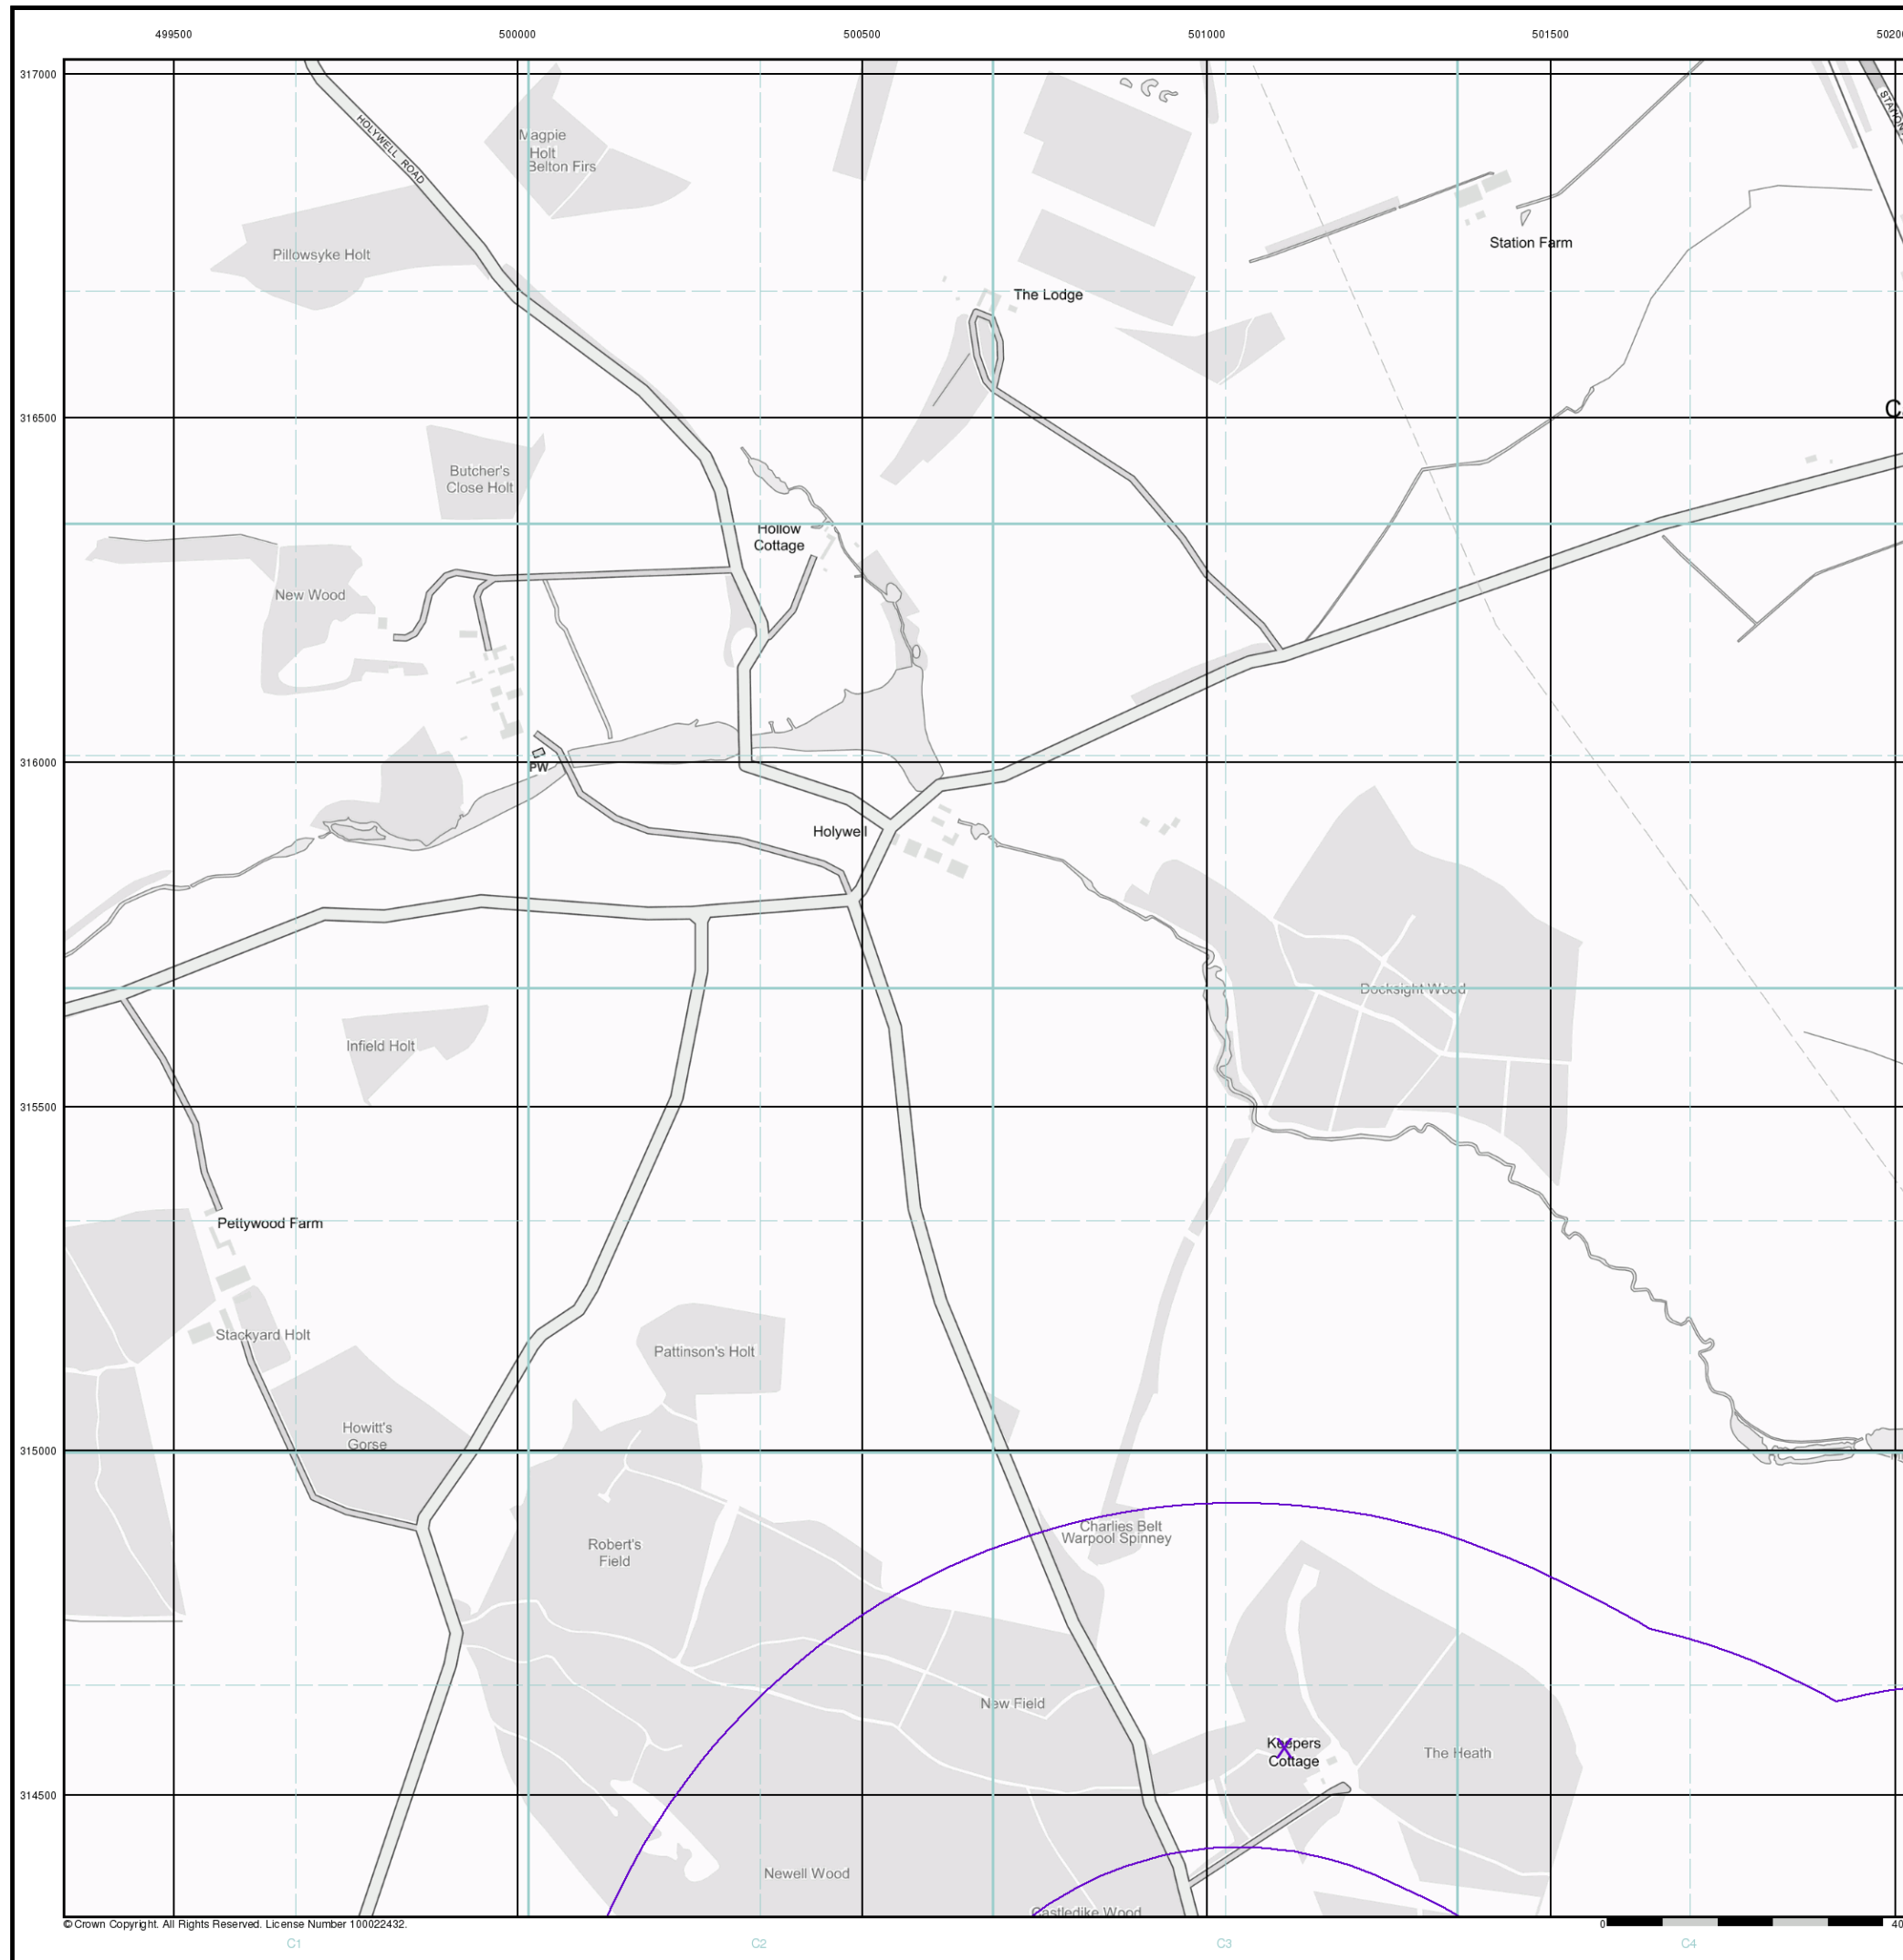 499500 500000 500500 501000 501500
317000
HOLYWELL ROAD
Magpie
Holt
Belton Firs
Pillowsyke Holt
Station Farm
The Lodge
316500
C
Butcher's
Close Holt
Hollow
Cottage
New Wood
316000
PW
Holywell
Docksight Wood
Infield Holt
315500
Pettywood Farm
Stackyard Holt
Pattinson's Holt
Howitt's
Gorse
315000
Charlies Belt
Warpool Spinney
Robert's
Field
New Field
Keepers
Cottage
The Heath
314500
Newell Wood
Castledike Wood
© Crown Copyright. All Rights Reserved. License Number 100022432.
0 40
C1 C2 C3 C4